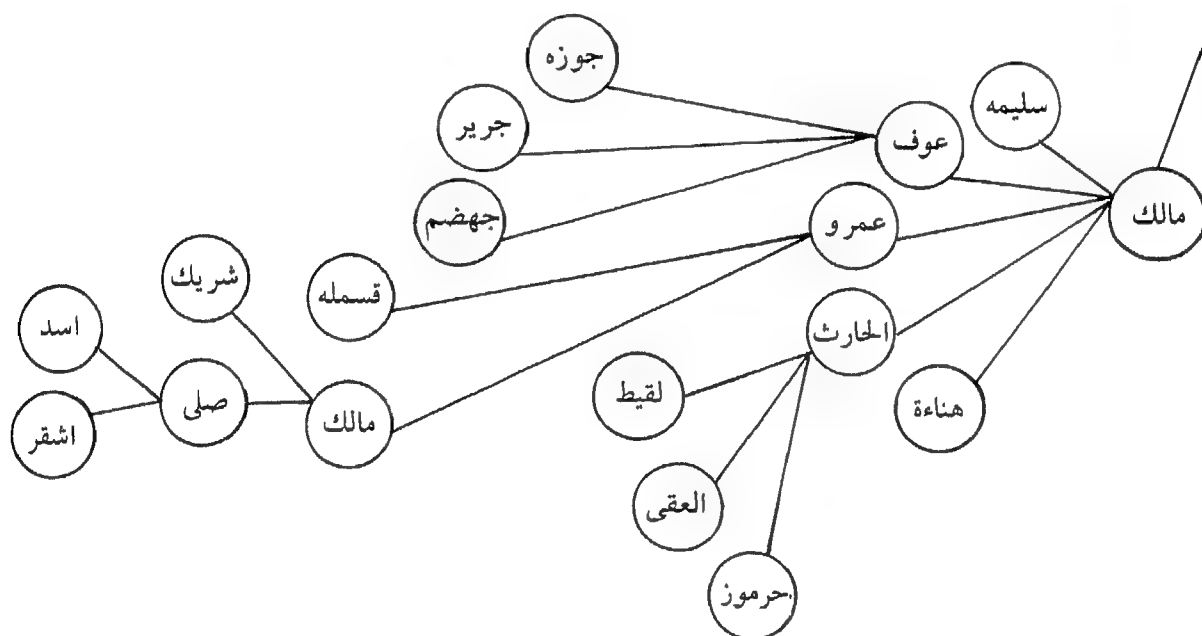 جوزه
سليمه
جرير
عوف
مالك
جهضم
عمرو
شريك
قسمله
اسد
الحارث
صلى
لقيط
هناءة
مالك
اشقر
العقى
حرموز